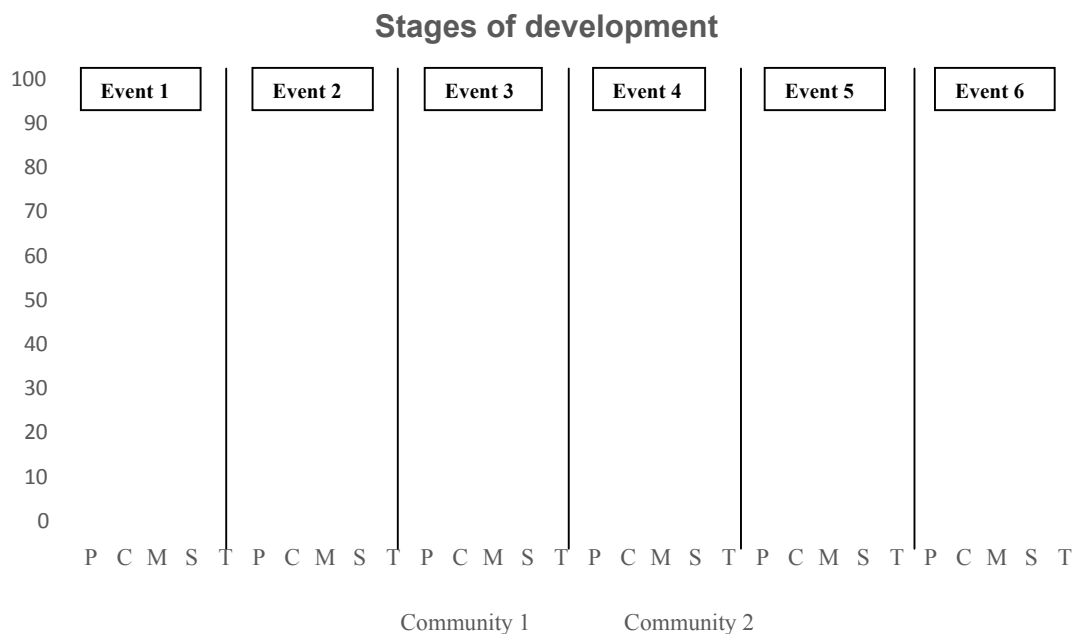 Stages of development
100
Event 1 Event 2 Event 3 Event 4 Event 5 Event 6
90
80
70
60
50
40
30
20
10
0
P C M S T P C M S T P C M S T P C M S T P C M S T P C M S T
Community 1 Community 2